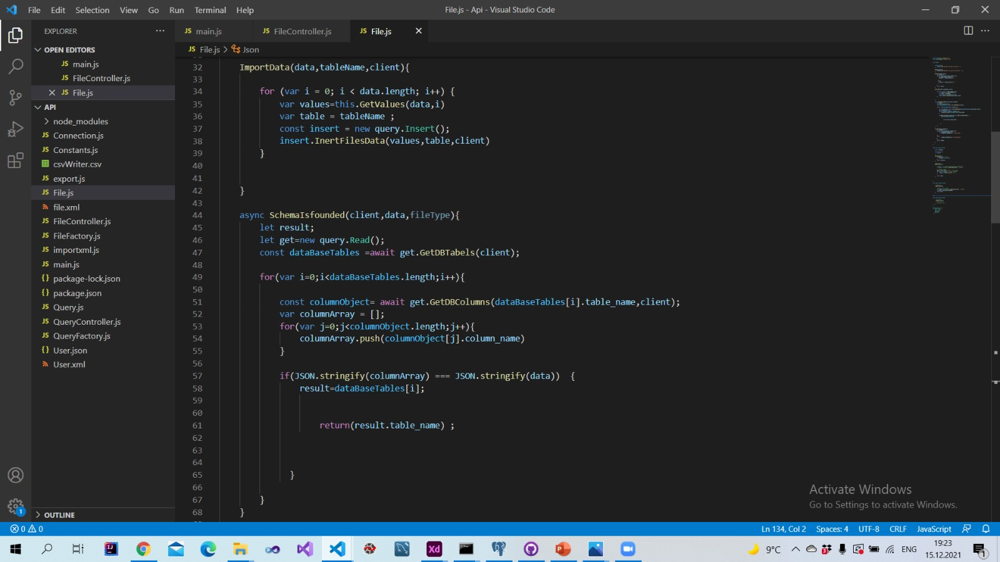 File Edit Selection View Go Run Terminal Help File.js - Api - Visual Studio Code
EXPLORER
OPEN EDITORS
JS main.js
JS FileController.js
JS File.js
API
node_modules
JS Connection.js
JS Constants.js
csvWriter.csv
JS export.js
JS File.js
file.xml
JS FileController.js
JS FileFactory.js
JS importxml.js
JS main.js
{} package-lock.json
{} package.json
JS Query.js
JS QueryController.js
JS QueryFactory.js
{} User.json
User.xml
OUTLINE
JS main.js JS FileController.js JS File.js
JS File.js > Json
32 ImportData(data,tableName,client){
33
34 for (var i = 0; i < data.length; i++) {
35 var values=this.GetValues(data,i)
36 var table = tableName ;
37 const insert = new query.Insert();
38 insert.InertFilesData(values,table,client)
39 }
40
41
42 }
43
44 async SchemaIsfounded(client,data,fileType){
45 let result;
46 let get=new query.Read();
47 const dataBaseTables =await get.GetDBTabels(client);
48
49 for(var i=0;i<dataBaseTables.length;i++){
50
51 const columnObject= await get.GetDBColumns(dataBaseTables[i].table_name,client);
52 var columnArray = [];
53 for(var j=0;j<columnObject.length;j++){
54 columnArray.push(columnObject[j].column_name)
55 }
56
57 if(JSON.stringify(columnArray) === JSON.stringify(data)) {
58 result=dataBaseTables[i];
59
60
61 return(result.table_name) ;
62
63
64
65 }
66
67 }
68 }
Activate Windows
Go to Settings to activate Windows.
1
0 0 Ln 134, Col 2 Spaces: 4 UTF-8 CRLF JavaScript
Xd 9°C 3 ENG 19:23
15.12.2021 1